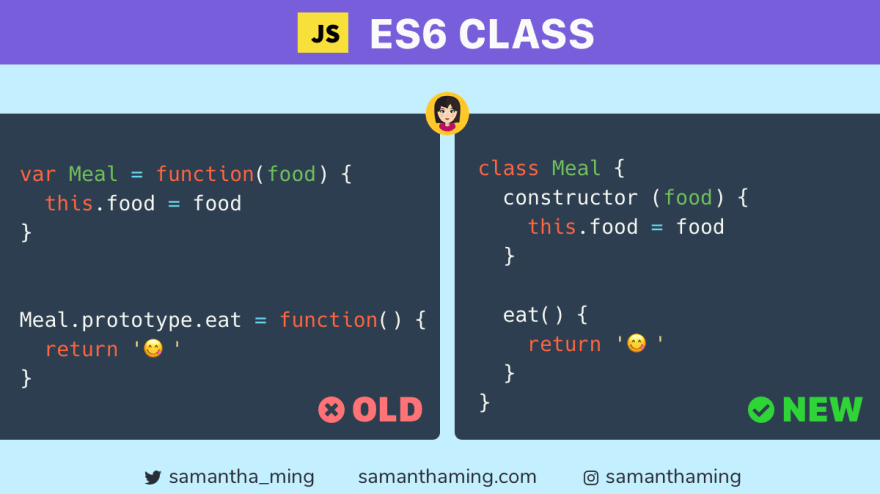 JS ES6 CLASS
var Meal = function(food) {
  this.food = food
}
Meal.prototype.eat = function() {
  return '😋 '
}
OLD
class Meal {
  constructor (food) {
    this.food = food
  }
  eat() {
    return '😋 '
  }
}
NEW
samantha_ming samanthaming.com samanthaming